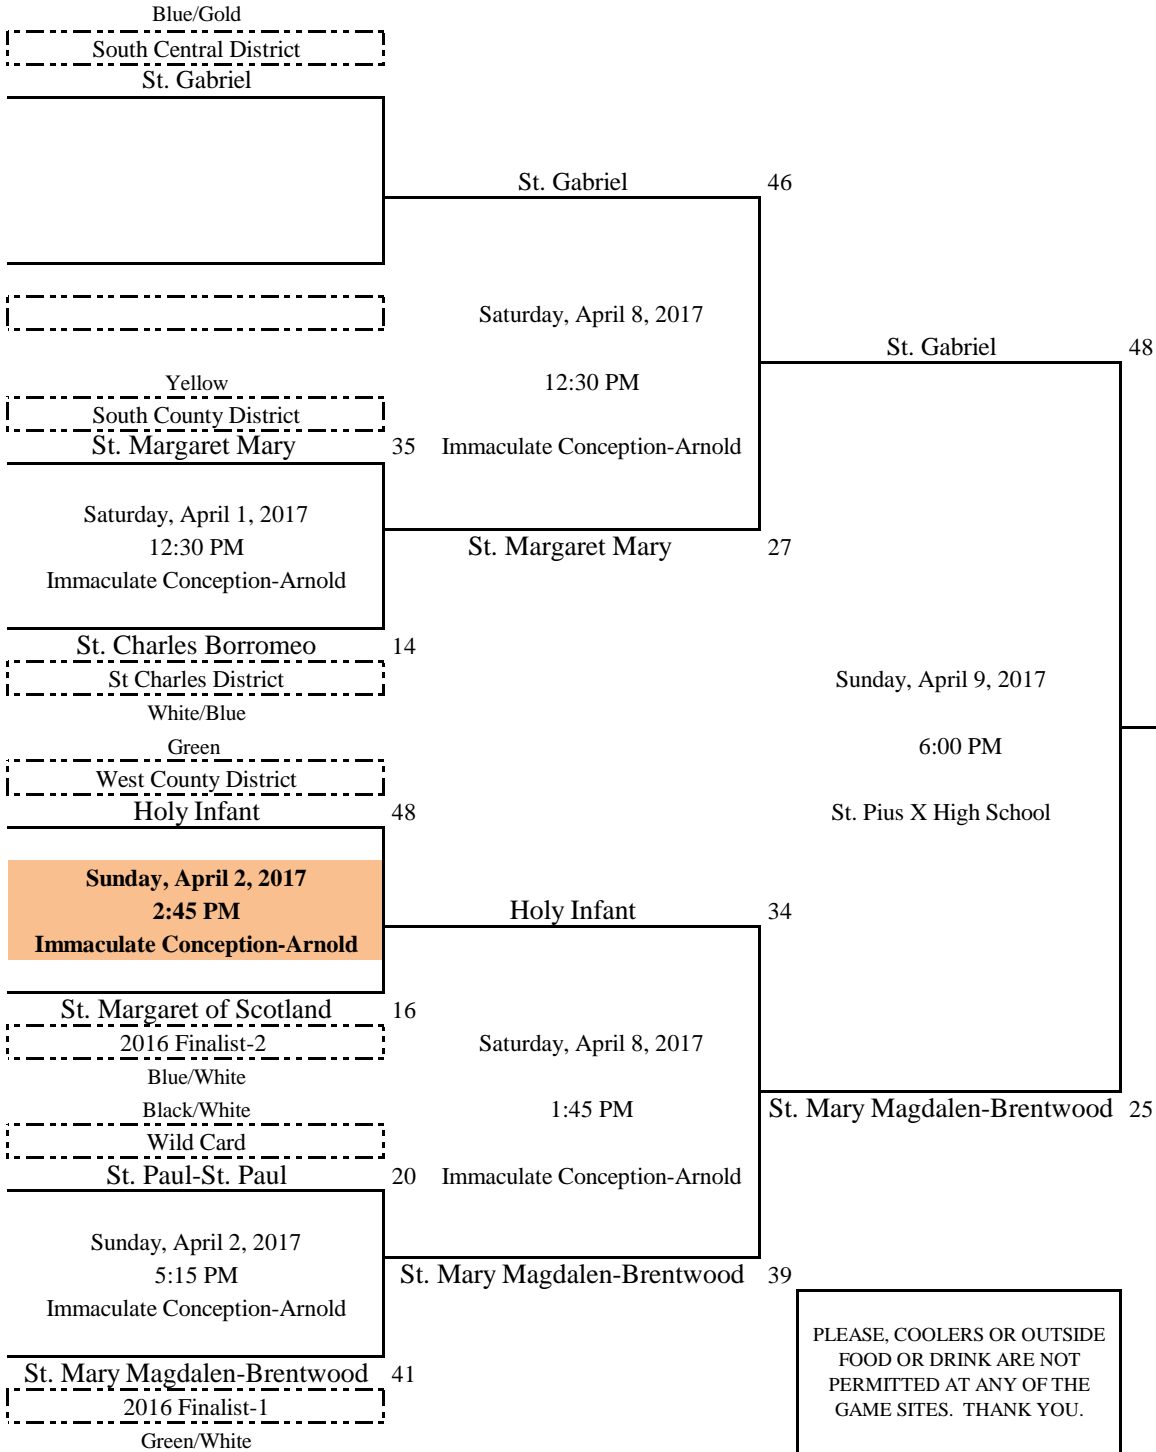 Blue/Gold
South Central District
St. Gabriel
St. Gabriel 46
Saturday, April 8, 2017
St. Gabriel 48
Yellow
12:30 PM
South County District
St. Margaret Mary 35
Immaculate Conception-Arnold
Saturday, April 1, 2017
12:30 PM
St. Margaret Mary 27
Immaculate Conception-Arnold
St. Charles Borromeo 14
St Charles District
Sunday, April 9, 2017
White/Blue
Green
6:00 PM
West County District
Holy Infant 48
St. Pius X High School
Sunday, April 2, 2017
2:45 PM
Holy Infant 34
Immaculate Conception-Arnold
St. Margaret of Scotland 16
2016 Finalist-2
Saturday, April 8, 2017
Blue/White
Black/White
1:45 PM
St. Mary Magdalen-Brentwood 25
Wild Card
St. Paul-St. Paul 20
Immaculate Conception-Arnold
Sunday, April 2, 2017
5:15 PM
St. Mary Magdalen-Brentwood 39
Immaculate Conception-Arnold
St. Mary Magdalen-Brentwood 41
2016 Finalist-1
Green/White
PLEASE, COOLERS OR OUTSIDE
FOOD OR DRINK ARE NOT
PERMITTED AT ANY OF THE
GAME SITES. THANK YOU.